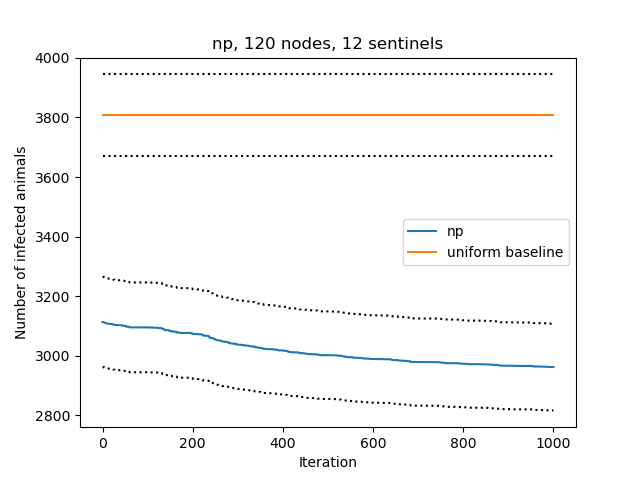 np, 120 nodes, 12 sentinels
Number of infected animals
4000
3800
3600
3400
3200
3000
2800
np
uniform baseline
0
200
400
600
800
1000
Iteration